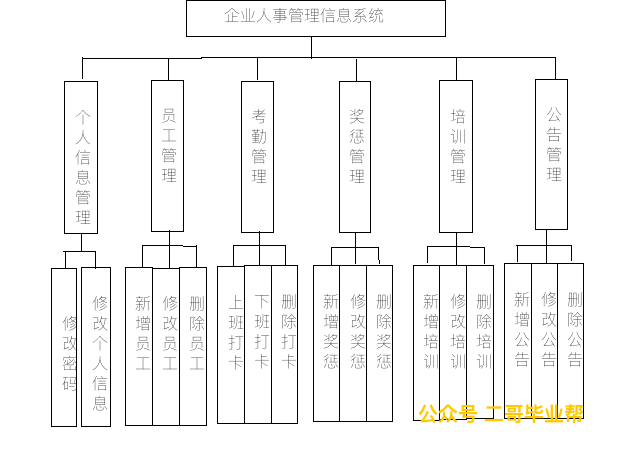 企业人事管理信息系统
个人信息管理
员工管理
考勤管理
奖惩管理
培训管理
公告管理
修改密码
修改个人信息
新增员工
修改员工
删除员工
上班打卡
下班打卡
删除打卡
新增奖惩
修改奖惩
删除奖惩
新增培训
修改培训
删除培训
新增公告
修改公告
删除公告
公众号 二哥毕业帮